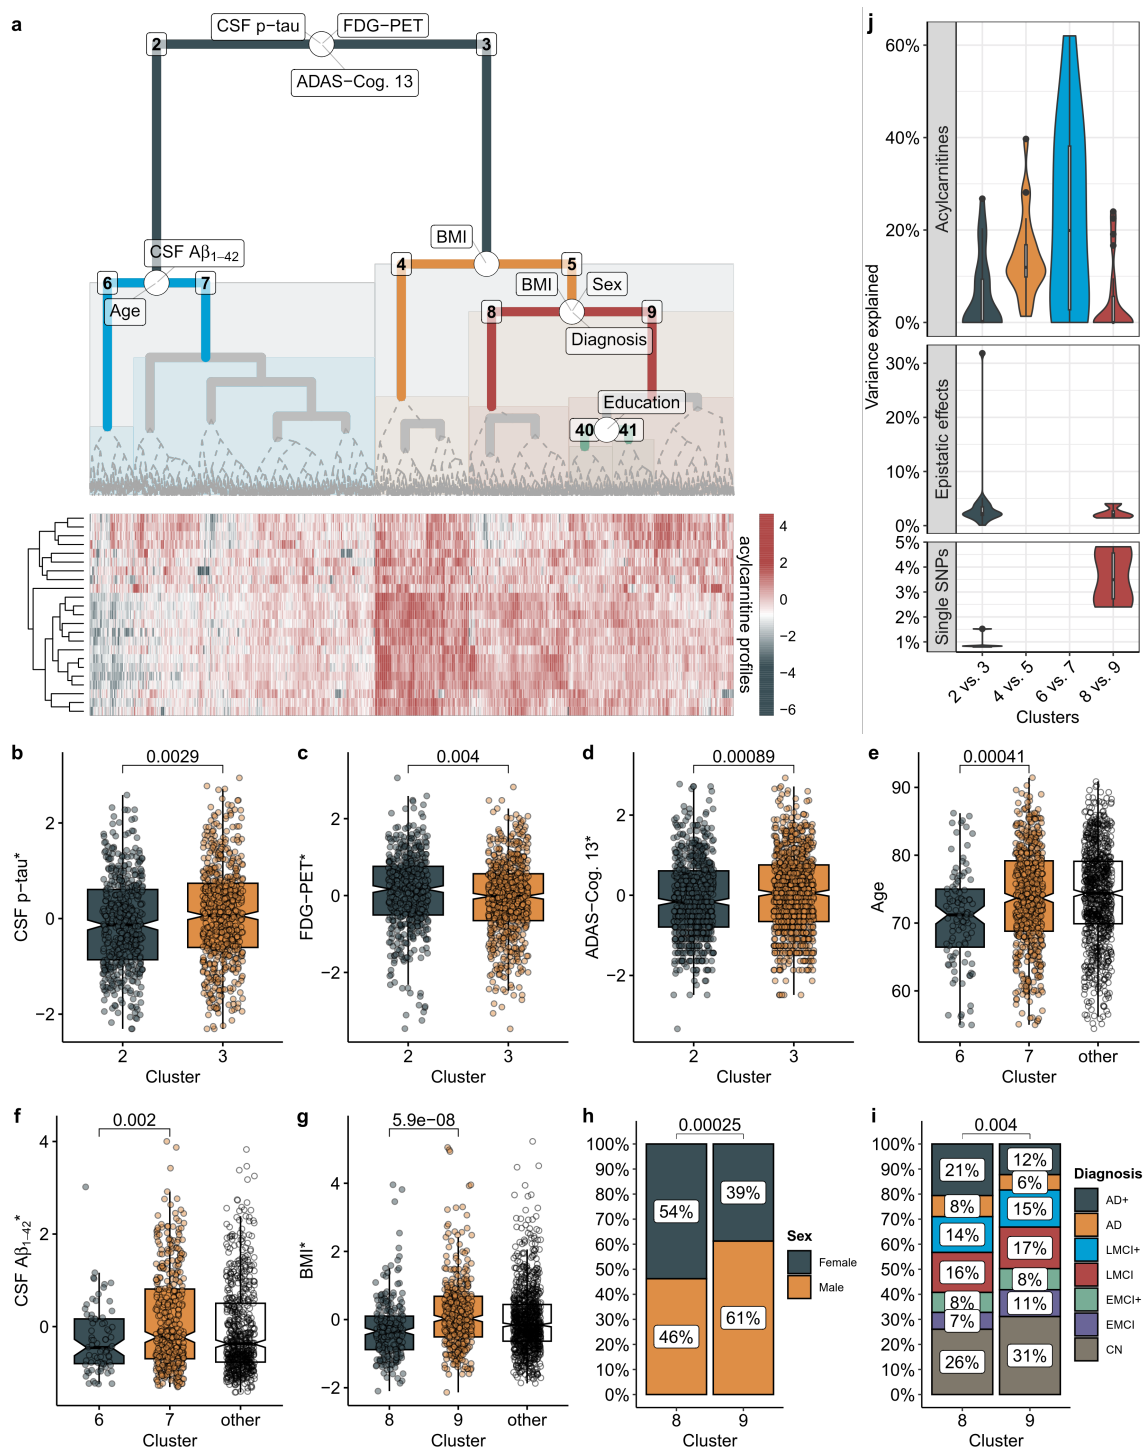 a
CSF p−tau
FDG−PET
2
3
ADAS−Cog. 13
CSF Aβ1−42
BMI
6
7
4
5
Age
BMI
Sex
8
9
Diagnosis
Education
40
41
4
2
0
−2
−4
−6
acylcarnitine profiles
j
Variance explained
Acylcarnitines
60%
40%
20%
0%
Epistatic effects
30%
20%
10%
0%
Single SNPs
5%
4%
3%
2%
1%
2 vs. 3
4 vs. 5
6 vs. 7
8 vs. 9
Clusters
b
0.0029
CSF p−tau*
2
0
−2
2
3
Cluster
c
0.004
FDG−PET*
2
0
−2
2
3
Cluster
d
0.00089
ADAS−Cog. 13*
2
0
−2
2
3
Cluster
e
0.00041
Age
90
80
70
60
6
7
other
Cluster
f
0.002
CSF Aβ1−42*
4
2
0
6
7
other
Cluster
g
5.9e−08
BMI*
4
2
0
−2
8
9
other
Cluster
h
0.00025
100%
90%
80%
70%
60%
50%
40%
30%
20%
10%
0%
54%
39%
46%
61%
8
9
Cluster
Sex
Female
Male
i
0.004
100%
90%
80%
70%
60%
50%
40%
30%
20%
10%
0%
21%
8%
14%
16%
8%
7%
26%
12%
6%
15%
17%
8%
11%
31%
8
9
Cluster
Diagnosis
AD+
AD
LMCI+
LMCI
EMCI+
EMCI
CN